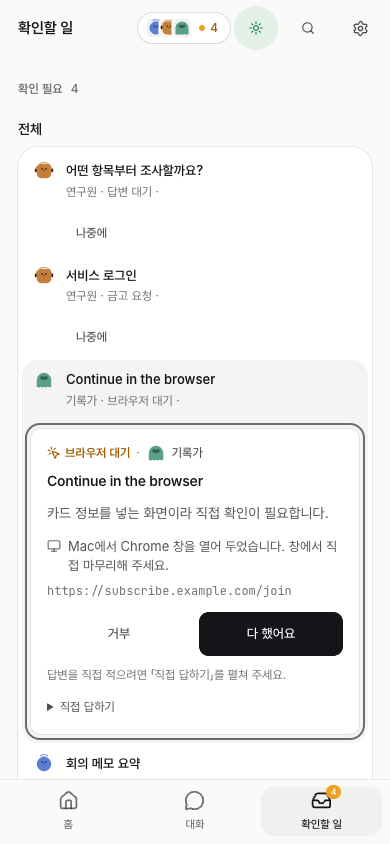 확인할 일
4
확인 필요 4
전체
어떤 항목부터 조사할까요?
연구원 · 답변 대기 ·
나중에
서비스 로그인
연구원 · 금고 요청 ·
나중에
Continue in the browser
기록가 · 브라우저 대기 ·
브라우저 대기 · 기록가
Continue in the browser
카드 정보를 넣는 화면이라 직접 확인이 필요합니다.
Mac에서 Chrome 창을 열어 두었습니다. 창에서 직
접 마무리해 주세요.
https://subscribe.example.com/join
거부
다 했어요
답변을 직접 적으려면 「직접 답하기」를 펼쳐 주세요.
▶ 직접 답하기
회의 메모 요약
4
홈
대화
확인할 일